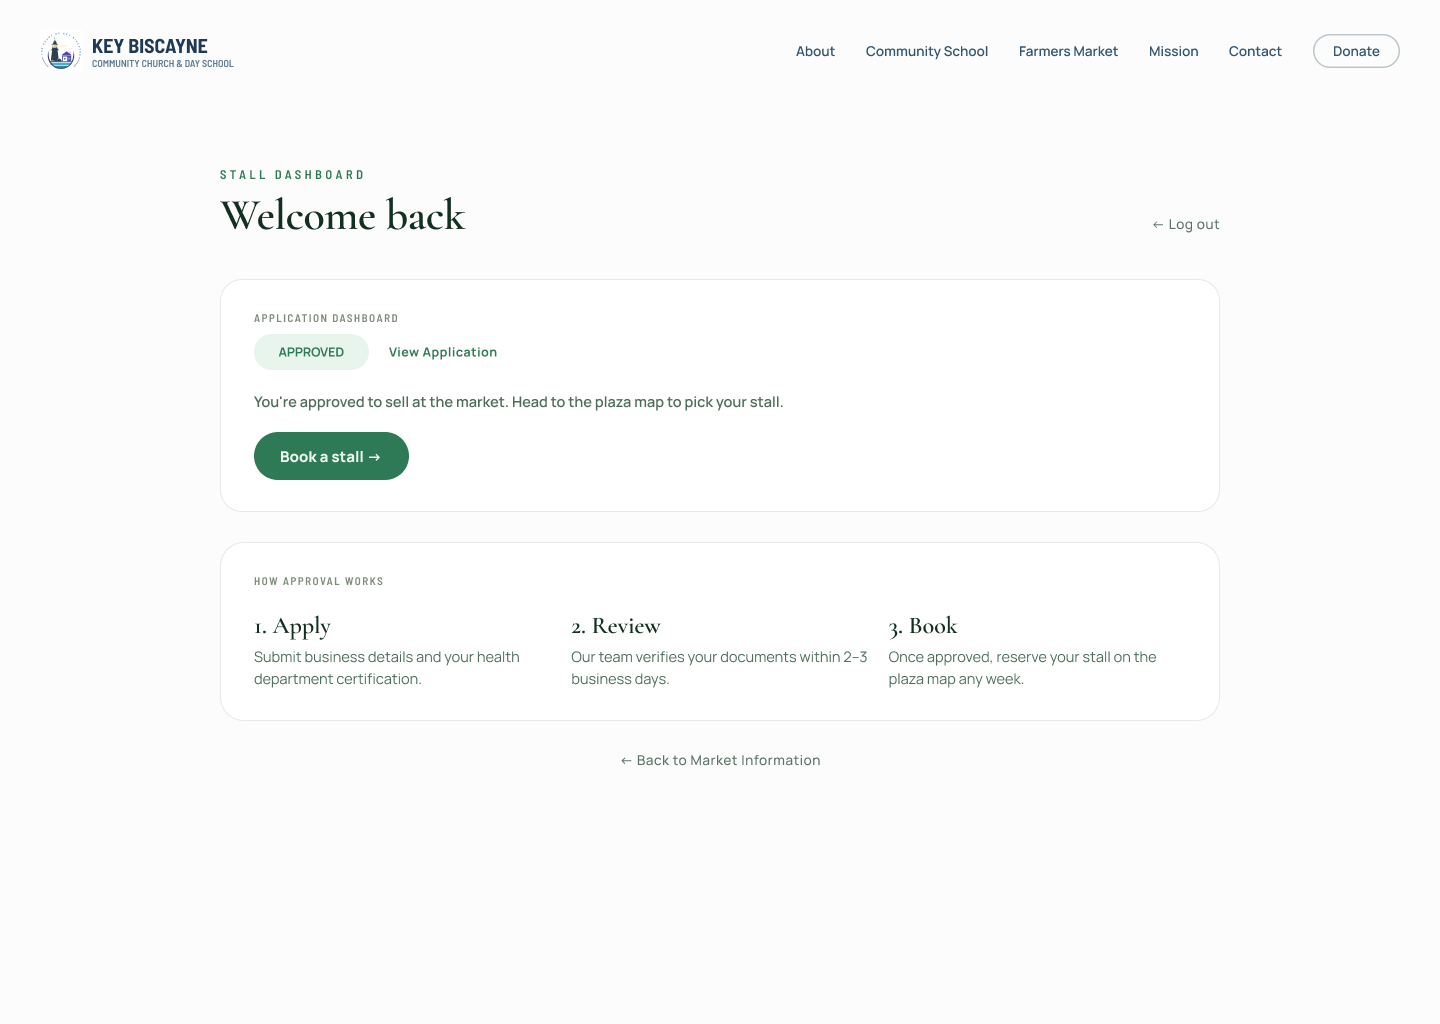 KEY BISCAYNE
COMMUNITY CHURCH & DAY SCHOOL
About
Community School
Farmers Market
Mission
Contact
Donate
STALL DASHBOARD
Welcome back
← Log out
APPLICATION DASHBOARD
APPROVED
View Application
You're approved to sell at the market. Head to the plaza map to pick your stall.
Book a stall →
HOW APPROVAL WORKS
1. Apply
Submit business details and your health
department certification.
2. Review
Our team verifies your documents within 2–3
business days.
3. Book
Once approved, reserve your stall on the
plaza map any week.
← Back to Market Information